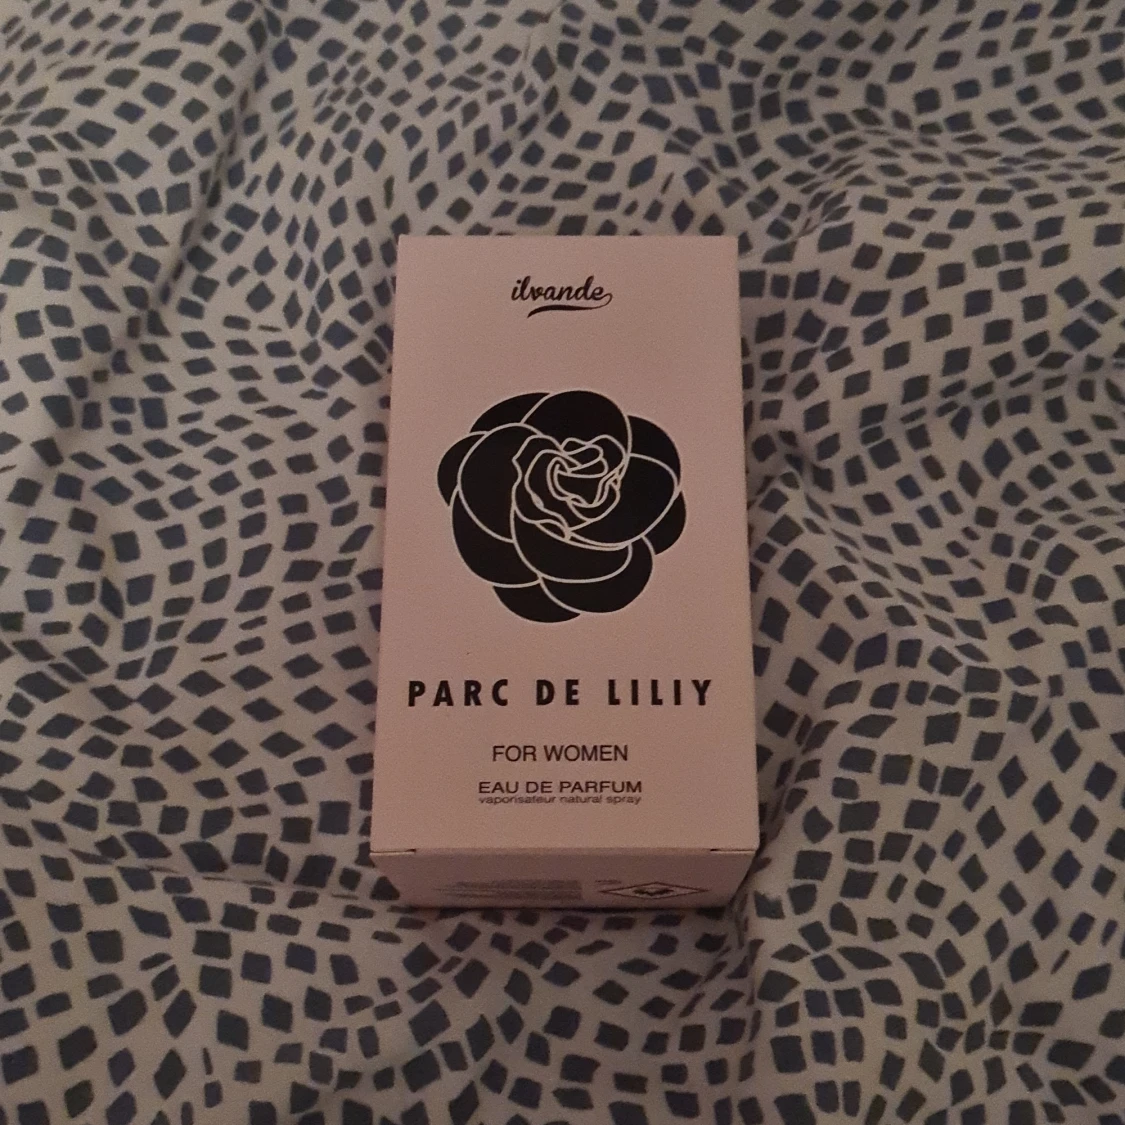 ilvande
PARC DE LILIY
FOR WOMEN
EAU DE PARFUM
vaporisateur natural spray